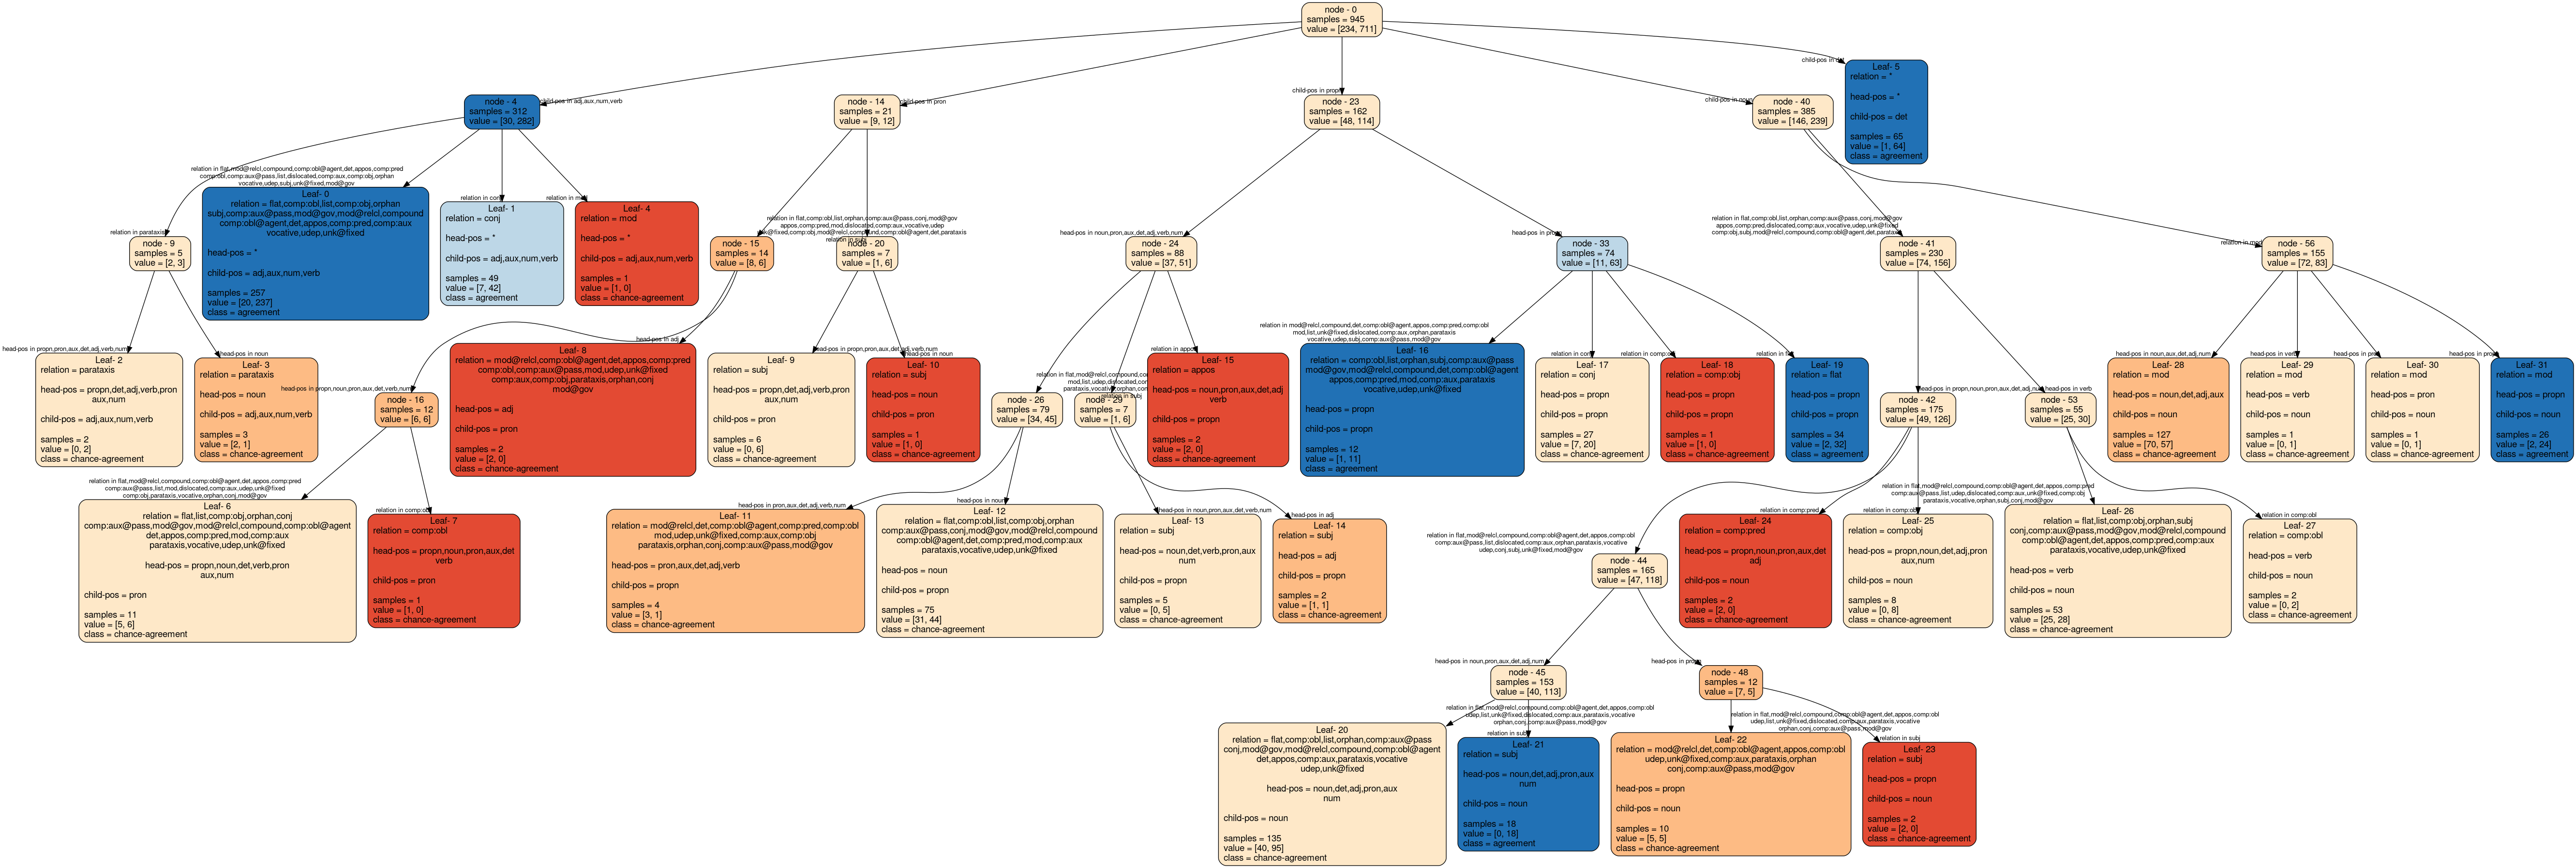 node - 0
samples = 945
value = [234, 711]
child-pos in adj,aux,num,verb
child-pos in pron
child-pos in propn
child-pos in noun
child-pos in det
node - 4
samples = 312
value = [30, 282]
node - 14
samples = 21
value = [9, 12]
node - 23
samples = 162
value = [48, 114]
node - 40
samples = 385
value = [146, 239]
Leaf- 5
relation = *
head-pos = *
child-pos = det
samples = 65
value = [1, 64]
class = agreement
relation in parataxis
relation in flat,mod@relcl,compound,comp:obl@agent,det,appos,comp:pred
comp:obl,comp:aux@pass,list,dislocated,comp:aux,comp:obj,orphan
vocative,udep,subj,unk@fixed,mod@gov
relation in conj
relation in mod
node - 9
samples = 5
value = [2, 3]
Leaf- 0
relation = flat,comp:obl,list,comp:obj,orphan
subj,comp:aux@pass,mod@gov,mod@relcl,compound
comp:obl@agent,det,appos,comp:pred,comp:aux
vocative,udep,unk@fixed
head-pos = *
child-pos = adj,aux,num,verb
samples = 257
value = [20, 237]
class = agreement
Leaf- 1
relation = conj
head-pos = *
child-pos = adj,aux,num,verb
samples = 49
value = [7, 42]
class = agreement
Leaf- 4
relation = mod
head-pos = *
child-pos = adj,aux,num,verb
samples = 1
value = [1, 0]
class = chance-agreement
relation in flat,comp:obl,list,orphan,comp:aux@pass,conj,mod@gov
appos,comp:pred,mod,dislocated,comp:aux,vocative,udep
unk@fixed,comp:obj,mod@relcl,compound,comp:obl@agent,det,parataxis
relation in subj
node - 15
samples = 14
value = [8, 6]
node - 20
samples = 7
value = [1, 6]
head-pos in noun,pron,aux,det,adj,verb,num
node - 24
samples = 88
value = [37, 51]
head-pos in propn
node - 33
samples = 74
value = [11, 63]
relation in flat,comp:obl,list,orphan,comp:aux@pass,conj,mod@gov
appos,comp:pred,dislocated,comp:aux,vocative,udep,unk@fixed
comp:obj,subj,mod@relcl,compound,comp:obl@agent,det,parataxis
node - 41
samples = 230
value = [74, 156]
relation in mod
node - 56
samples = 155
value = [72, 83]
head-pos in propn,pron,aux,det,adj,verb,num
Leaf- 2
relation = parataxis
head-pos = propn,det,adj,verb,pron
aux,num
child-pos = adj,aux,num,verb
samples = 2
value = [0, 2]
class = chance-agreement
head-pos in noun
Leaf- 3
relation = parataxis
head-pos = noun
child-pos = adj,aux,num,verb
samples = 3
value = [2, 1]
class = chance-agreement
head-pos in propn,noun,pron,aux,det,verb,num
node - 16
samples = 12
value = [6, 6]
head-pos in adj
Leaf- 8
relation = mod@relcl,comp:obl@agent,det,appos,comp:pred
comp:obl,comp:aux@pass,mod,udep,unk@fixed
comp:aux,comp:obj,parataxis,orphan,conj
mod@gov
head-pos = adj
child-pos = pron
samples = 2
value = [2, 0]
class = chance-agreement
head-pos in propn,pron,aux,det,adj,verb,num
Leaf- 9
relation = subj
head-pos = propn,det,adj,verb,pron
aux,num
child-pos = pron
samples = 6
value = [0, 6]
class = chance-agreement
head-pos in noun
Leaf- 10
relation = subj
head-pos = noun
child-pos = pron
samples = 1
value = [1, 0]
class = chance-agreement
relation in subj
node - 26
samples = 79
value = [34, 45]
node - 29
samples = 7
value = [1, 6]
relation in appos
Leaf- 15
relation = appos
head-pos = noun,pron,aux,det,adj
verb
child-pos = propn
samples = 2
value = [2, 0]
class = chance-agreement
relation in mod@relcl,compound,det,comp:obl@agent,appos,comp:pred,comp:obl
mod,list,unk@fixed,dislocated,comp:aux,orphan,parataxis
vocative,udep,subj,comp:aux@pass,mod@gov
Leaf- 16
relation = comp:obl,list,orphan,subj,comp:aux@pass
mod@gov,mod@relcl,compound,det,comp:obl@agent
appos,comp:pred,mod,comp:aux,parataxis
vocative,udep,unk@fixed
head-pos = propn
child-pos = propn
samples = 12
value = [1, 11]
class = agreement
relation in conj
Leaf- 17
relation = conj
head-pos = propn
child-pos = propn
samples = 27
value = [7, 20]
class = chance-agreement
relation in comp:obj
Leaf- 18
relation = comp:obj
head-pos = propn
child-pos = propn
samples = 1
value = [1, 0]
class = chance-agreement
relation in flat
Leaf- 19
relation = flat
head-pos = propn
child-pos = propn
samples = 34
value = [2, 32]
class = agreement
head-pos in propn,noun,pron,aux,det,adj,num
node - 42
samples = 175
value = [49, 126]
head-pos in verb
node - 53
samples = 55
value = [25, 30]
head-pos in noun,aux,det,adj,num
Leaf- 28
relation = mod
head-pos = noun,det,adj,aux
child-pos = noun
samples = 127
value = [70, 57]
class = chance-agreement
head-pos in verb
Leaf- 29
relation = mod
head-pos = verb
child-pos = noun
samples = 1
value = [0, 1]
class = chance-agreement
head-pos in pron
Leaf- 30
relation = mod
head-pos = pron
child-pos = noun
samples = 1
value = [0, 1]
class = chance-agreement
head-pos in propn
Leaf- 31
relation = mod
head-pos = propn
child-pos = noun
samples = 26
value = [2, 24]
class = agreement
relation in flat,mod@relcl,compound,comp:obl@agent,det,appos,comp:pred
comp:aux@pass,list,mod,dislocated,comp:aux,udep,unk@fixed
comp:obj,parataxis,vocative,orphan,conj,mod@gov
Leaf- 6
relation = flat,list,comp:obj,orphan,conj
comp:aux@pass,mod@gov,mod@relcl,compound,comp:obl@agent
det,appos,comp:pred,mod,comp:aux
parataxis,vocative,udep,unk@fixed
head-pos = propn,noun,det,verb,pron
aux,num
child-pos = pron
samples = 11
value = [5, 6]
class = chance-agreement
relation in comp:obl
Leaf- 7
relation = comp:obl
head-pos = propn,noun,pron,aux,det
verb
child-pos = pron
samples = 1
value = [1, 0]
class = chance-agreement
head-pos in pron,aux,det,adj,verb,num
Leaf- 11
relation = mod@relcl,det,comp:obl@agent,comp:pred,comp:obl
mod,udep,unk@fixed,comp:aux,comp:obj
parataxis,orphan,conj,comp:aux@pass,mod@gov
head-pos = pron,aux,det,adj,verb
child-pos = propn
samples = 4
value = [3, 1]
class = chance-agreement
head-pos in noun
Leaf- 12
relation = flat,comp:obl,list,comp:obj,orphan
comp:aux@pass,conj,mod@gov,mod@relcl,compound
comp:obl@agent,det,comp:pred,mod,comp:aux
parataxis,vocative,udep,unk@fixed
head-pos = noun
child-pos = propn
samples = 75
value = [31, 44]
class = chance-agreement
head-pos in noun,pron,aux,det,verb,num
Leaf- 13
relation = subj
head-pos = noun,det,verb,pron,aux
num
child-pos = propn
samples = 5
value = [0, 5]
class = chance-agreement
head-pos in adj
Leaf- 14
relation = subj
head-pos = adj
child-pos = propn
samples = 2
value = [1, 1]
class = chance-agreement
relation in flat,mod@relcl,compound,comp:obl@agent,det,appos,comp:obl
comp:aux@pass,list,dislocated,comp:aux,orphan,parataxis,vocative
udep,conj,subj,unk@fixed,mod@gov
node - 44
samples = 165
value = [47, 118]
relation in comp:pred
Leaf- 24
relation = comp:pred
head-pos = propn,noun,pron,aux,det
adj
child-pos = noun
samples = 2
value = [2, 0]
class = chance-agreement
relation in comp:obj
Leaf- 25
relation = comp:obj
head-pos = propn,noun,det,adj,pron
aux,num
child-pos = noun
samples = 8
value = [0, 8]
class = chance-agreement
relation in flat,mod@relcl,compound,comp:obl@agent,det,appos,comp:pred
comp:aux@pass,list,udep,dislocated,comp:aux,unk@fixed,comp:obj
parataxis,vocative,orphan,subj,conj,mod@gov
Leaf- 26
relation = flat,list,comp:obj,orphan,subj
conj,comp:aux@pass,mod@gov,mod@relcl,compound
comp:obl@agent,det,appos,comp:pred,comp:aux
parataxis,vocative,udep,unk@fixed
head-pos = verb
child-pos = noun
samples = 53
value = [25, 28]
class = chance-agreement
relation in comp:obl
Leaf- 27
relation = comp:obl
head-pos = verb
child-pos = noun
samples = 2
value = [0, 2]
class = chance-agreement
head-pos in noun,pron,aux,det,adj,num
node - 45
samples = 153
value = [40, 113]
head-pos in propn
node - 48
samples = 12
value = [7, 5]
relation in flat,mod@relcl,compound,comp:obl@agent,det,appos,comp:obl
udep,list,unk@fixed,dislocated,comp:aux,parataxis,vocative
orphan,conj,comp:aux@pass,mod@gov
Leaf- 20
relation = flat,comp:obl,list,orphan,comp:aux@pass
conj,mod@gov,mod@relcl,compound,comp:obl@agent
det,appos,comp:aux,parataxis,vocative
udep,unk@fixed
head-pos = noun,det,adj,pron,aux
num
child-pos = noun
samples = 135
value = [40, 95]
class = chance-agreement
relation in subj
Leaf- 21
relation = subj
head-pos = noun,det,adj,pron,aux
num
child-pos = noun
samples = 18
value = [0, 18]
class = agreement
relation in flat,mod@relcl,compound,comp:obl@agent,det,appos,comp:obl
udep,list,unk@fixed,dislocated,comp:aux,parataxis,vocative
orphan,conj,comp:aux@pass,mod@gov
Leaf- 22
relation = mod@relcl,det,comp:obl@agent,appos,comp:obl
udep,unk@fixed,comp:aux,parataxis,orphan
conj,comp:aux@pass,mod@gov
head-pos = propn
child-pos = noun
samples = 10
value = [5, 5]
class = chance-agreement
relation in subj
Leaf- 23
relation = subj
head-pos = propn
child-pos = noun
samples = 2
value = [2, 0]
class = chance-agreement